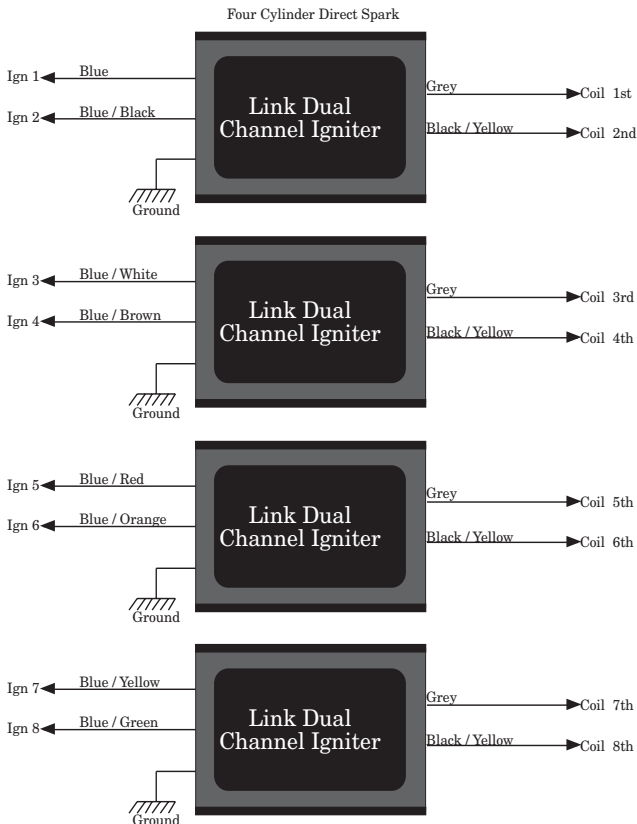 Four Cylinder Direct Spark
Ign 1
Blue
Ign 2
Blue / Black
Ground
Link Dual
Channel Igniter
Grey
Coil 1st
Black / Yellow
Coil 2nd
Ign 3
Blue / White
Ign 4
Blue / Brown
Ground
Link Dual
Channel Igniter
Grey
Coil 3rd
Black / Yellow
Coil 4th
Ign 5
Blue / Red
Ign 6
Blue / Orange
Ground
Link Dual
Channel Igniter
Grey
Coil 5th
Black / Yellow
Coil 6th
Ign 7
Blue / Yellow
Ign 8
Blue / Green
Ground
Link Dual
Channel Igniter
Grey
Coil 7th
Black / Yellow
Coil 8th